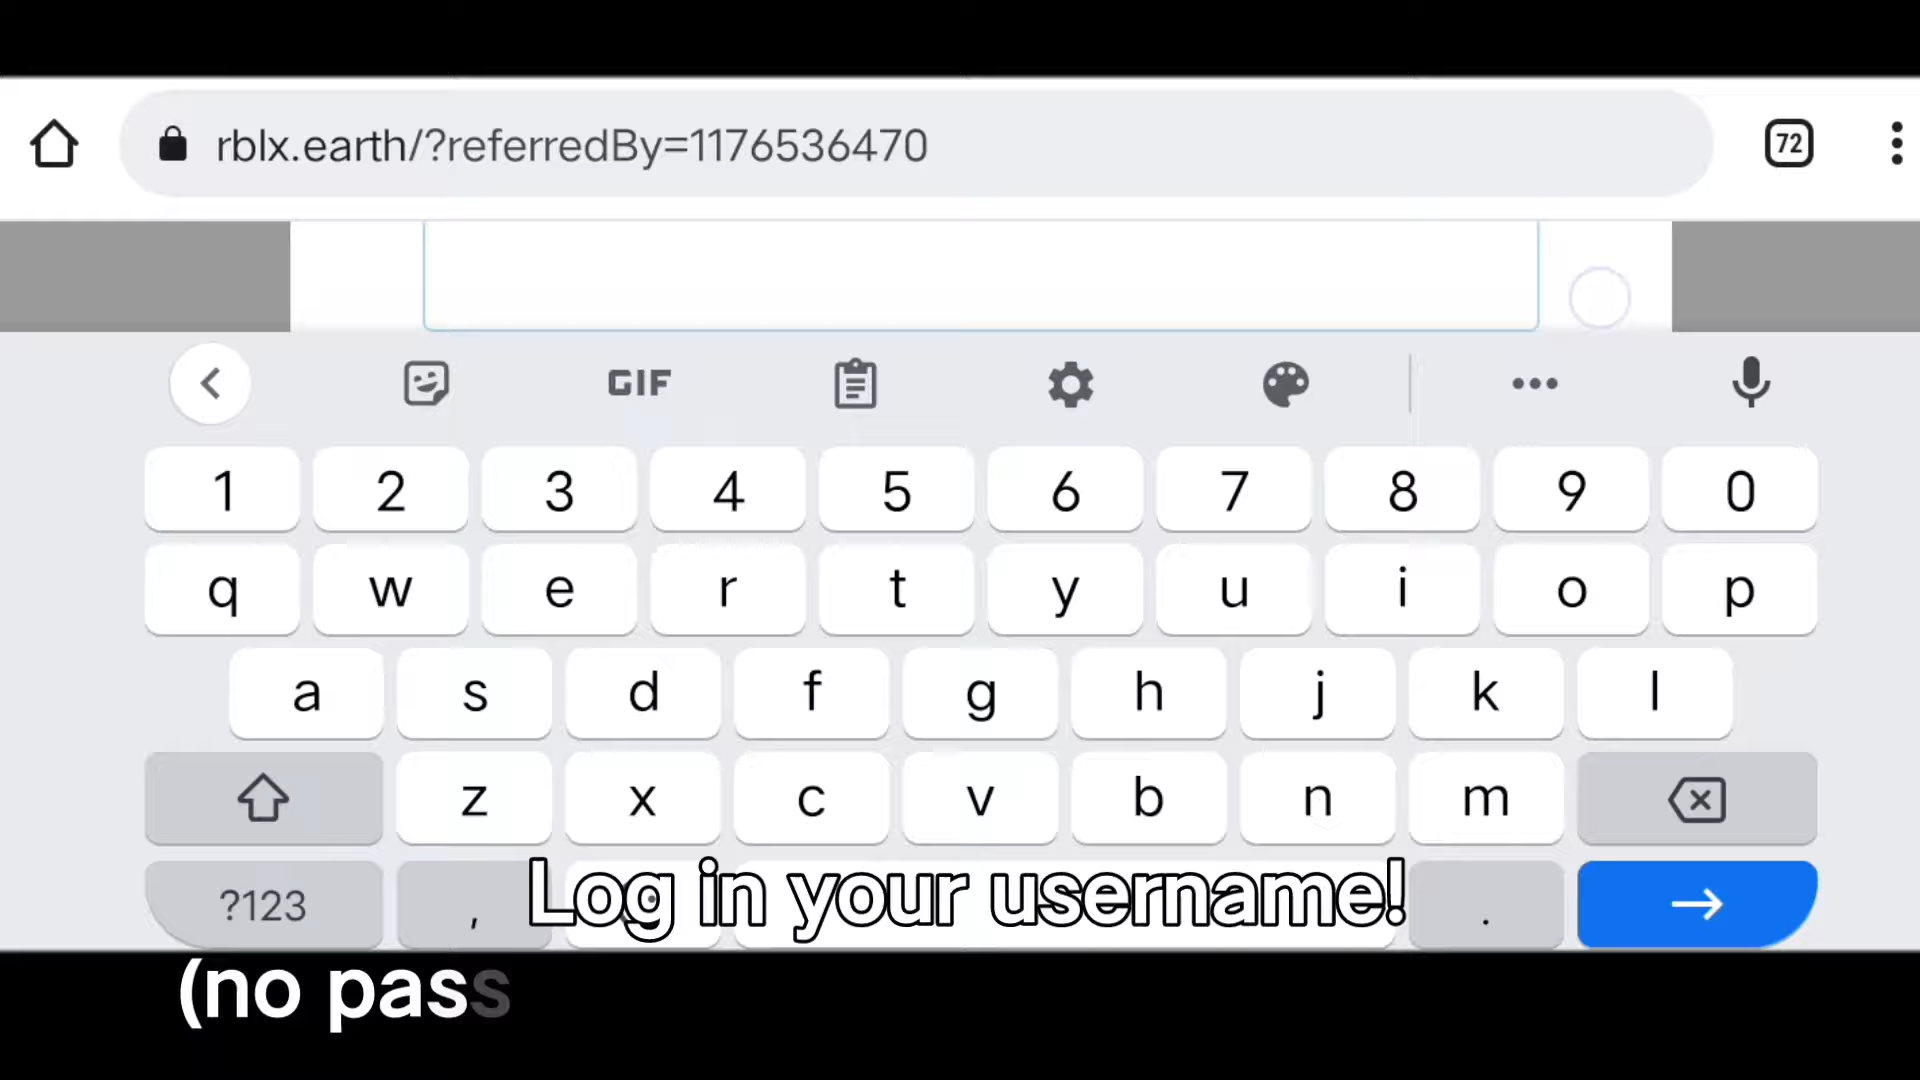 rblx.earth/?referredBy=1176536470
72
GIF
1 2 3 4 5 6 7 8 9 0
q w e r t y u i o p
a s d f g h j k l
z x c v b n m
?123 , .
Log in your username!
(no pass